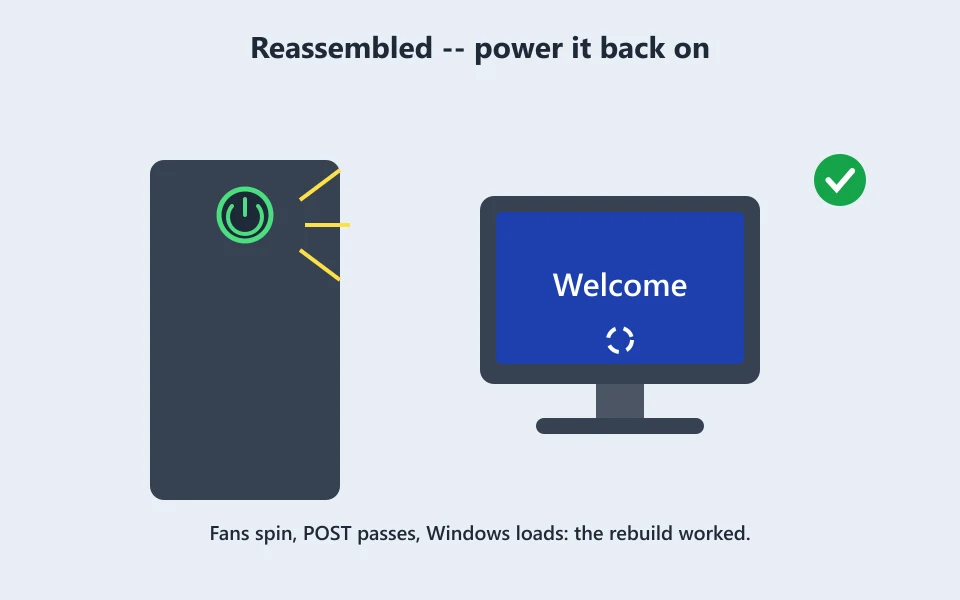 Reassembled -- power it back on
Welcome
Fans spin, POST passes, Windows loads: the rebuild worked.